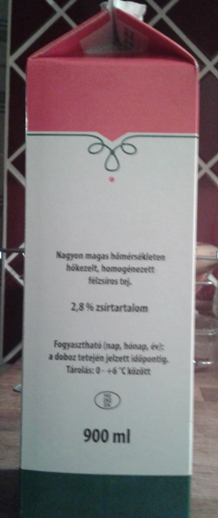 Nagyon magas hőmérsékleten
hőkezelt, homogénezett
félzsíros tej.
2,8 % zsírtartalom
Fogyasztható (nap, hónap, év):
a doboz tetején jelzett időpontig.
Tárolás: 0 - +6 °C között
900 ml